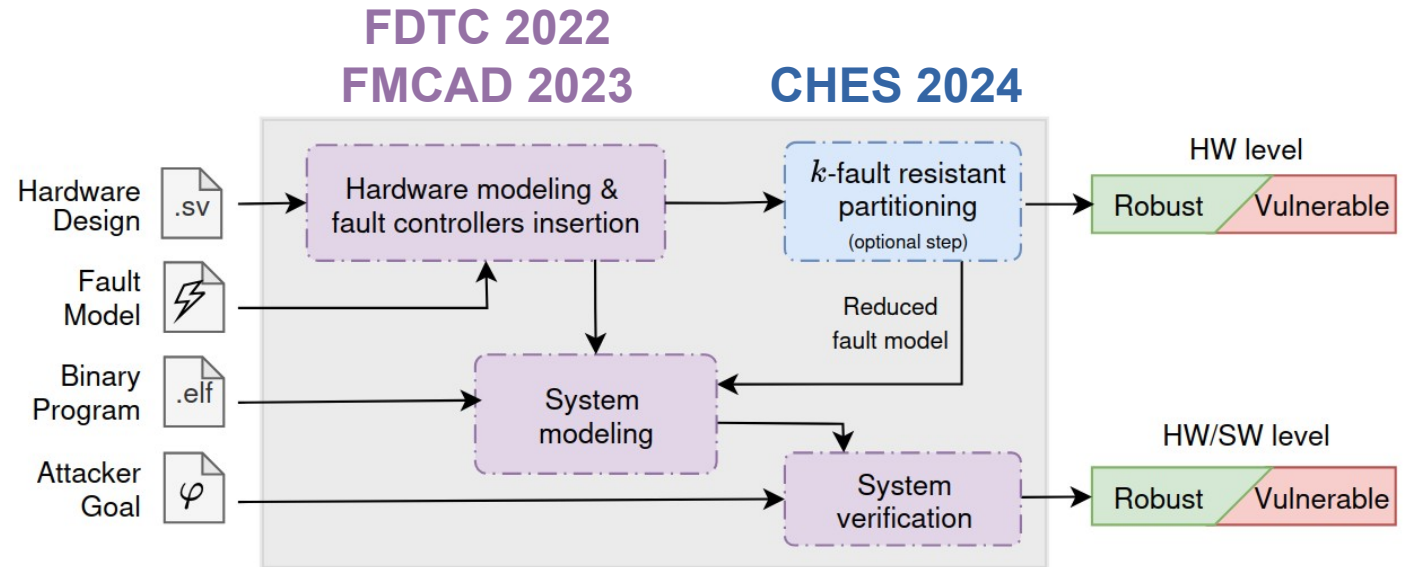 FDTC 2022
FMCAD 2023
CHES 2024
Hardware
Design
.sv
Hardware modeling &
fault controllers insertion
k-fault resistant
partitioning
(optional step)
HW level
Robust
Vulnerable
Fault
Model
Reduced
fault model
Binary
Program
.elf
System
modeling
Attacker
Goal
φ
System
verification
HW/SW level
Robust
Vulnerable